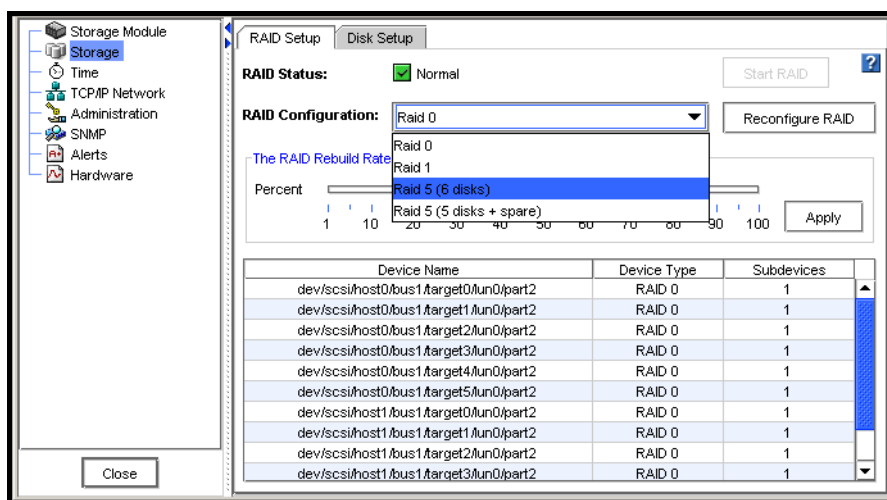 Storage Module
Storage
Time
TCP/IP Network
Administration
SNMP
Alerts
Hardware
Close
RAID Setup
Disk Setup
RAID Status:
Normal
Start RAID
?
RAID Configuration:
Raid 0
Reconfigure RAID
Raid 0
Raid 1
Raid 5 (6 disks)
Raid 5 (5 disks + spare)
The RAID Rebuild Rate
Percent
1 10 20 30 40 50 60 70 80 90 100
Apply
Device Name Device Type Subdevices
dev/scsi/host0/bus1/target0/lun0/part2 RAID 0 1
dev/scsi/host0/bus1/target1/lun0/part2 RAID 0 1
dev/scsi/host0/bus1/target2/lun0/part2 RAID 0 1
dev/scsi/host0/bus1/target3/lun0/part2 RAID 0 1
dev/scsi/host0/bus1/target4/lun0/part2 RAID 0 1
dev/scsi/host0/bus1/target5/lun0/part2 RAID 0 1
dev/scsi/host1/bus1/target0/lun0/part2 RAID 0 1
dev/scsi/host1/bus1/target1/lun0/part2 RAID 0 1
dev/scsi/host1/bus1/target2/lun0/part2 RAID 0 1
dev/scsi/host1/bus1/target3/lun0/part2 RAID 0 1